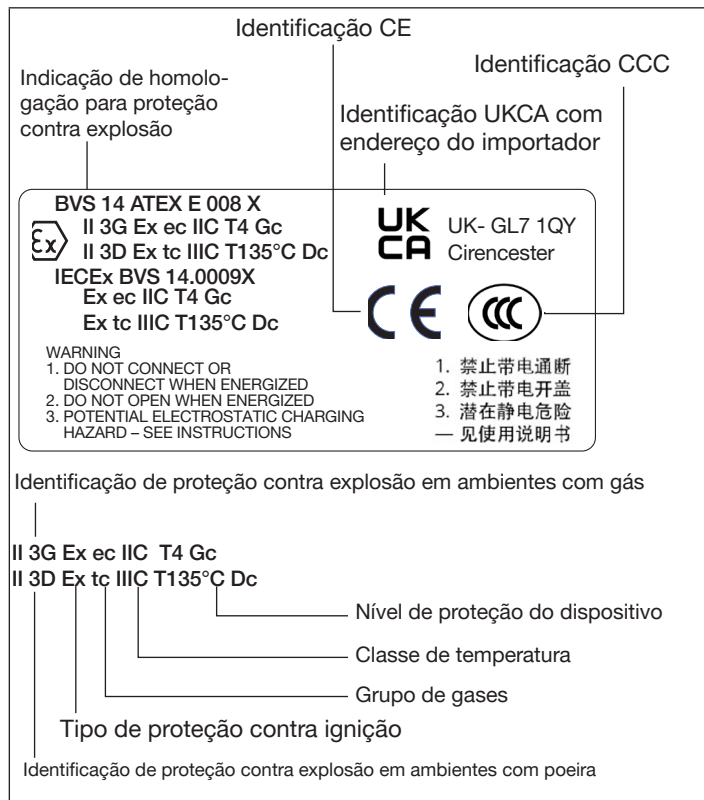 Identificação CE
Identificação CCC
Indicação de homolo-
gação para proteção
contra explosão
Identificação UKCA com
endereço do importador
BVS 14 ATEX E 008 X
Ex
II 3G Ex ec IIC T4 Gc
II 3D Ex tc IIIC T135°C Dc
IECEx BVS 14.0009X
Ex ec IIC T4 Gc
Ex tc IIIC T135°C Dc
UK
CA
UK- GL7 1QY
Cirencester
CE
CCC
WARNING
1. DO NOT CONNECT OR
DISCONNECT WHEN ENERGIZED
2. DO NOT OPEN WHEN ENERGIZED
3. POTENTIAL ELECTROSTATIC CHARGING
HAZARD – SEE INSTRUCTIONS
1. 禁止带电通断
2. 禁止带电开盖
3. 潜在静电危险
— 见使用说明书
Identificação de proteção contra explosão em ambientes com gás
II 3G Ex ec IIC T4 Gc
II 3D Ex tc IIIC T135°C Dc
Nível de proteção do dispositivo
Classe de temperatura
Grupo de gases
Tipo de proteção contra ignição
Identificação de proteção contra explosão em ambientes com poeira